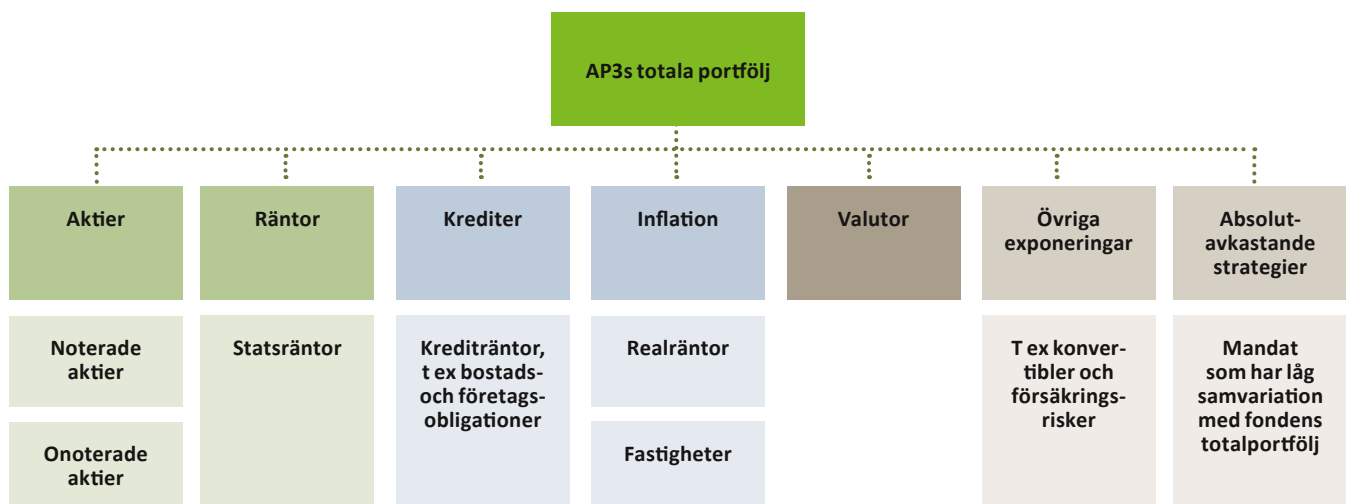 AP3s totala portfölj
Aktier
Räntor
Krediter
Inflation
Valutor
Övriga
exponeringar
Absolut-
avkastande
strategier
Noterade
aktier
Onoterade
aktier
Statsräntor
Krediträntor,
t ex bostads-
och företags-
obligationer
Realräntor
Fastigheter
T ex konver-
tibler och
försäkrings-
risker
Mandat
som har låg
samvariation
med fondens
totalportfölj